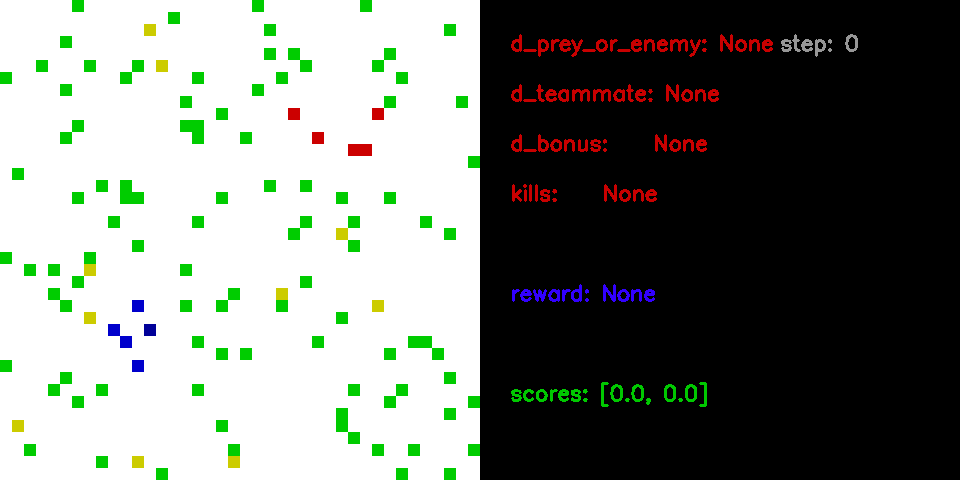 d_prey_or_enemy: None step: 0
d_teammate: None
d_bonus: None
kills: None
reward: None
scores: [0.0, 0.0]